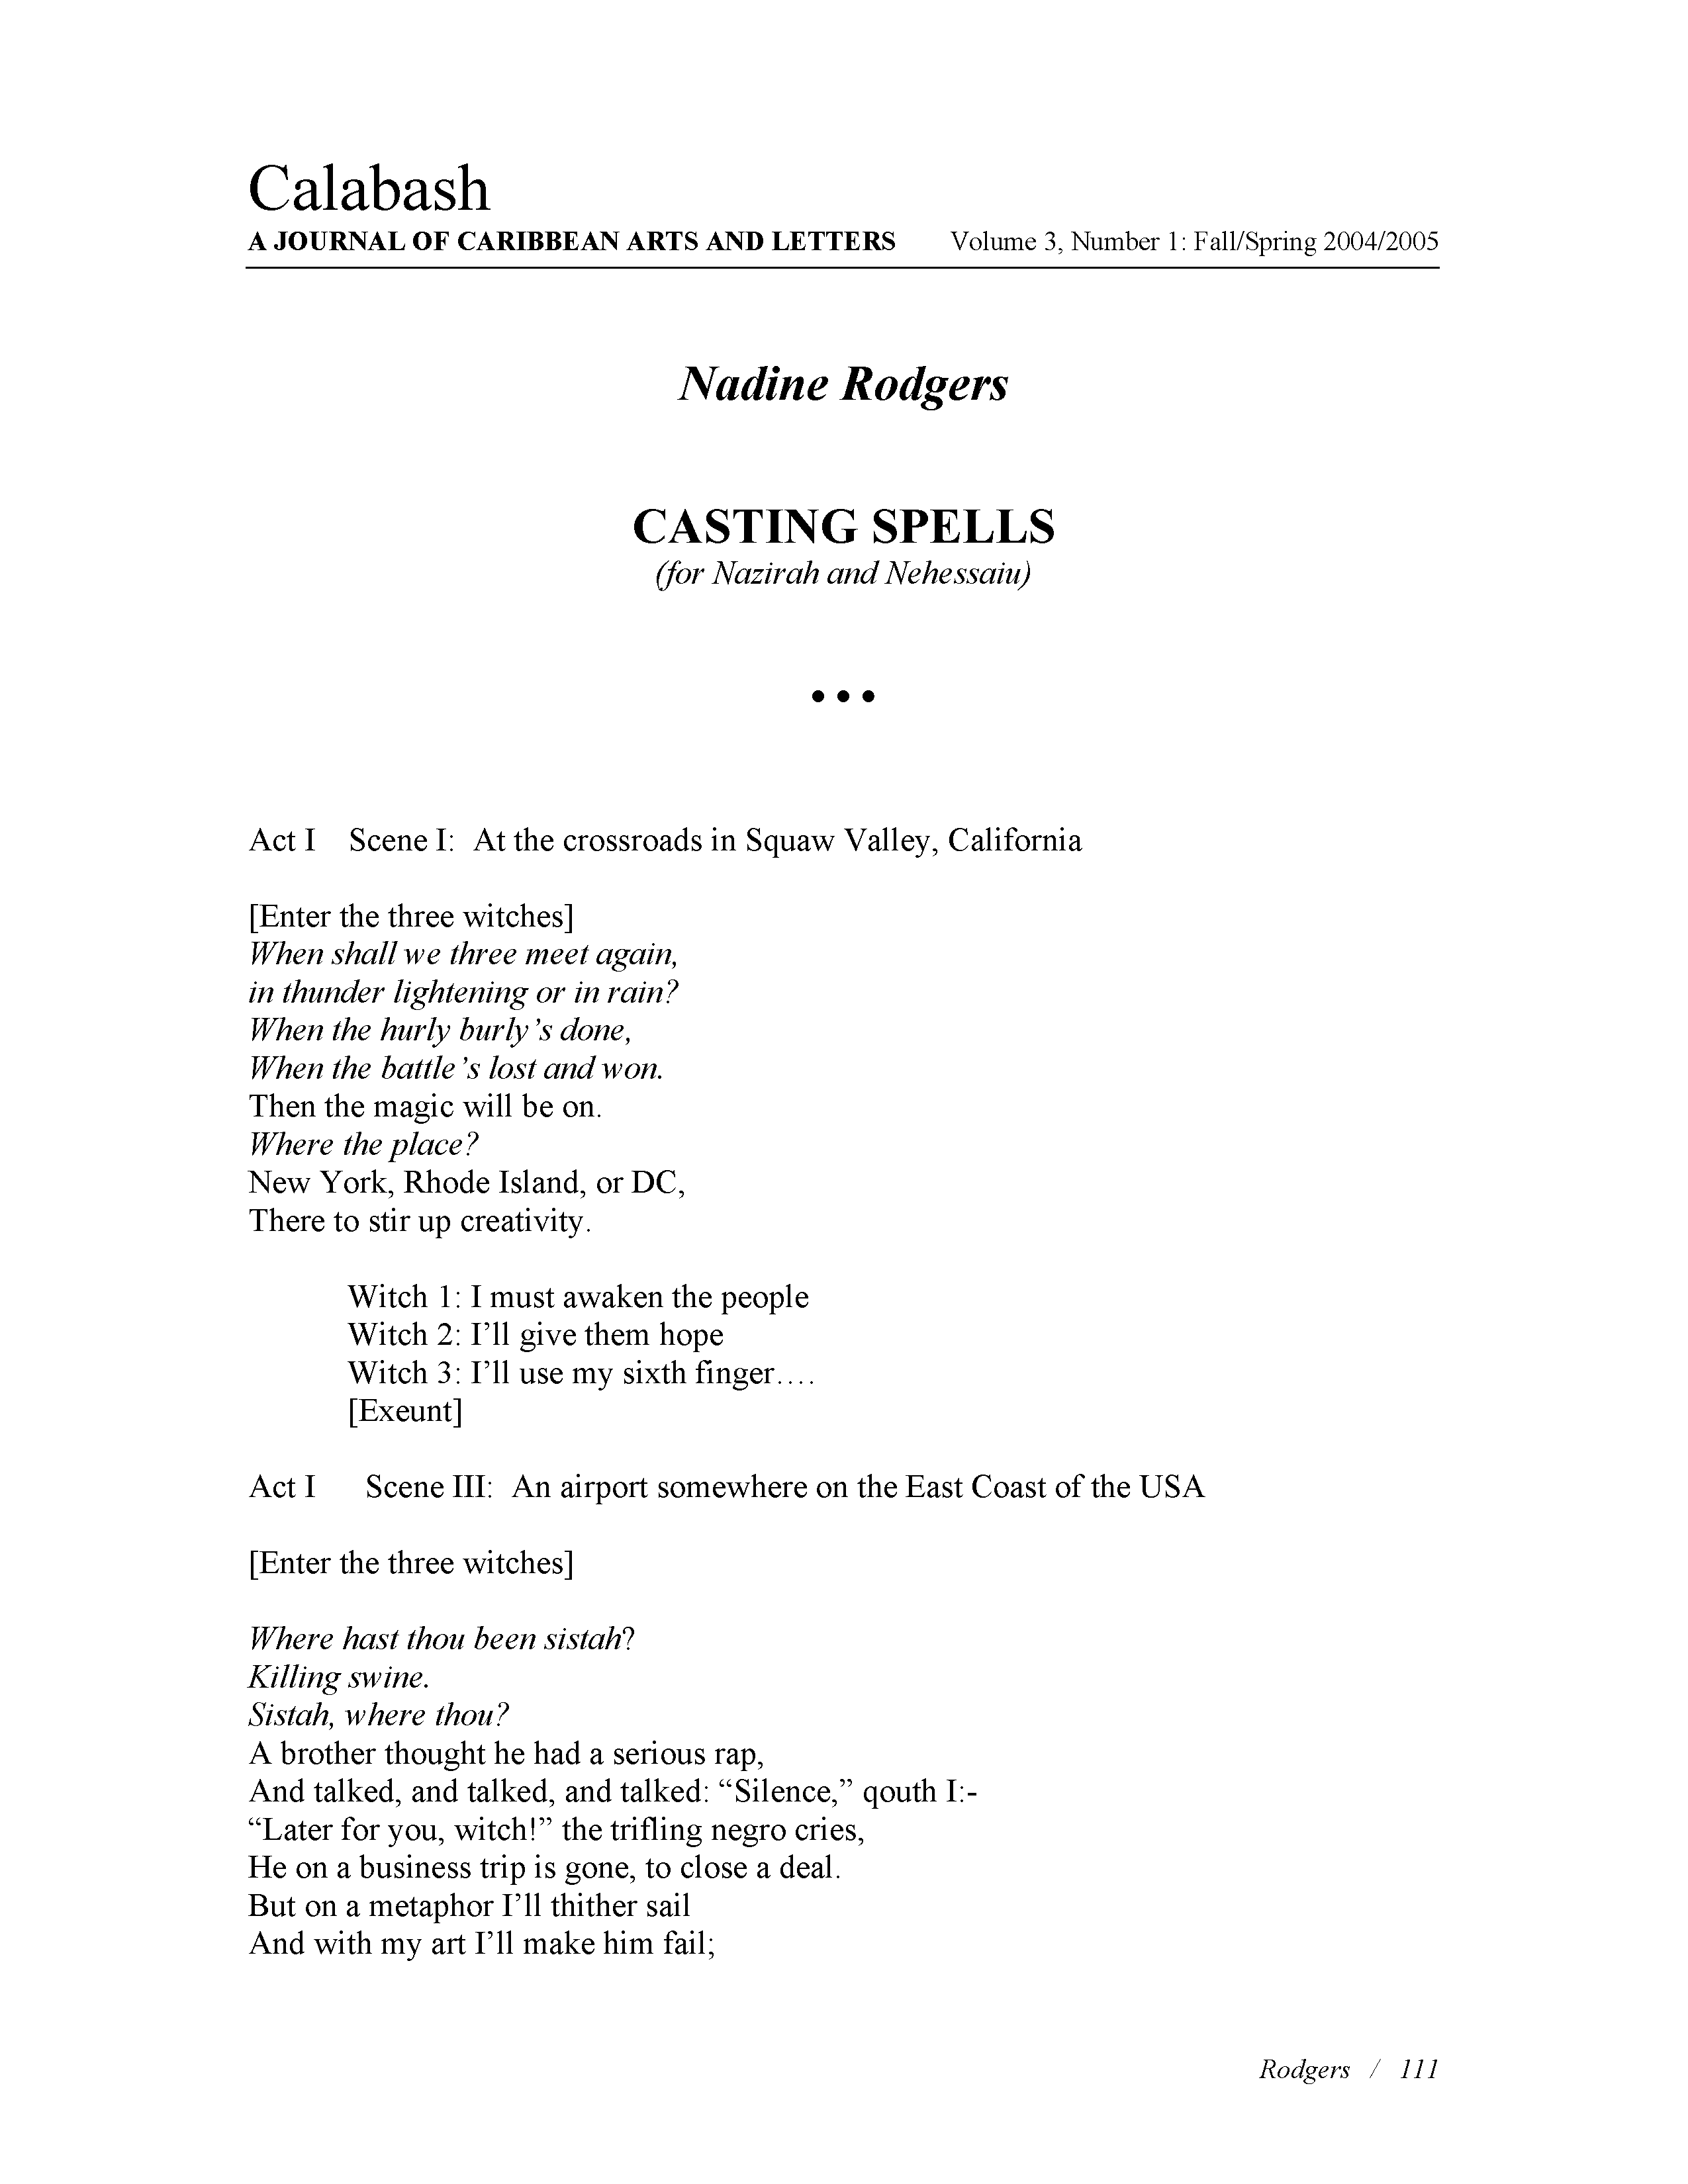 Calabash
A JOURNAL OF CARIBBEAN ARTS AND LETTERS Volume 3, Number 1: Fall/Spring 2004/2005
Nadine Rodgers
CASTING SPELLS
(for Nazirah and Nehessaiu)
• • •
Act I Scene I: At the crossroads in Squaw Valley, California
[Enter the three witches]
When shall we three meet again,
in thunder lightening or in rain?
When the hurly burly’s done,
When the battle’s lost and won.
Then the magic will be on.
Where the place?
New York, Rhode Island, or DC,
There to stir up creativity.
Witch 1: I must awaken the people
Witch 2: I’ll give them hope
Witch 3: I’ll use my sixth finger….
[Exeunt]
Act I Scene III: An airport somewhere on the East Coast of the USA
[Enter the three witches]
Where hast thou been sistah?
Killing swine.
Sistah, where thou?
A brother thought he had a serious rap,
And talked, and talked, and talked: “Silence,” qouth I:-
“Later for you, witch!” the trifling negro cries,
He on a business trip is gone, to close a deal.
But on a metaphor I’ll thither sail
And with my art I’ll make him fail;
Rodgers / 111